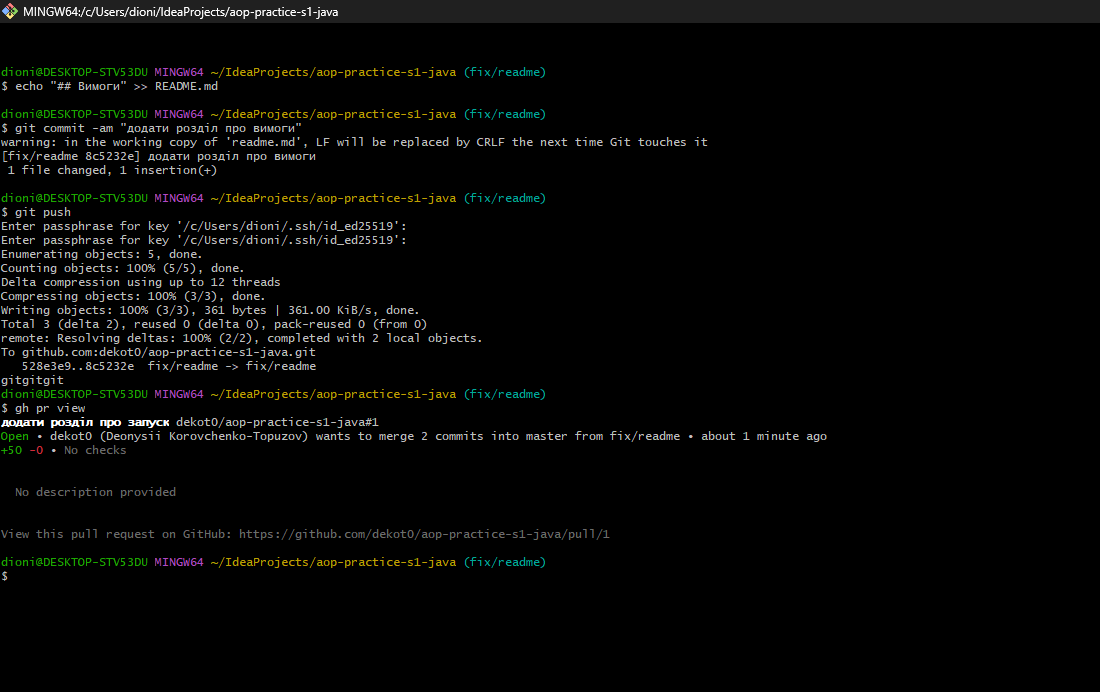 MINGW64:/c/Users/dioni/IdeaProjects/aop-practice-s1-java
dioni@DESKTOP-STV53DU MINGW64 ~/IdeaProjects/aop-practice-s1-java (fix/readme)
$ echo "## Вимоги" >> README.md
dioni@DESKTOP-STV53DU MINGW64 ~/IdeaProjects/aop-practice-s1-java (fix/readme)
$ git commit -am "додати розділ про вимоги"
warning: in the working copy of 'readme.md', LF will be replaced by CRLF the next time Git touches it
[fix/readme 8c5232e] додати розділ про вимоги
 1 file changed, 1 insertion(+)
dioni@DESKTOP-STV53DU MINGW64 ~/IdeaProjects/aop-practice-s1-java (fix/readme)
$ git push
Enter passphrase for key '/c/Users/dioni/.ssh/id_ed25519':
Enter passphrase for key '/c/Users/dioni/.ssh/id_ed25519':
Enumerating objects: 5, done.
Counting objects: 100% (5/5), done.
Delta compression using up to 12 threads
Compressing objects: 100% (3/3), done.
Writing objects: 100% (3/3), 361 bytes | 361.00 KiB/s, done.
Total 3 (delta 2), reused 0 (delta 0), pack-reused 0 (from 0)
remote: Resolving deltas: 100% (2/2), completed with 2 local objects.
To github.com:dekot0/aop-practice-s1-java.git
   528e3e9..8c5232e  fix/readme -> fix/readme
gitgitgit
dioni@DESKTOP-STV53DU MINGW64 ~/IdeaProjects/aop-practice-s1-java (fix/readme)
$ gh pr view
додати розділ про запуск dekot0/aop-practice-s1-java#1
Open • dekot0 (Deonysii Korovchenko-Topuzov) wants to merge 2 commits into master from fix/readme • about 1 minute ago
+50 -0 • No checks
  No description provided
View this pull request on GitHub: https://github.com/dekot0/aop-practice-s1-java/pull/1
dioni@DESKTOP-STV53DU MINGW64 ~/IdeaProjects/aop-practice-s1-java (fix/readme)
$